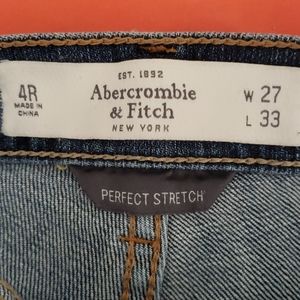 4R
MADE IN
CHINA
EST. 1892
Abercrombie
& Fitch
NEW YORK
W 27
L 33
PERFECT STRETCH